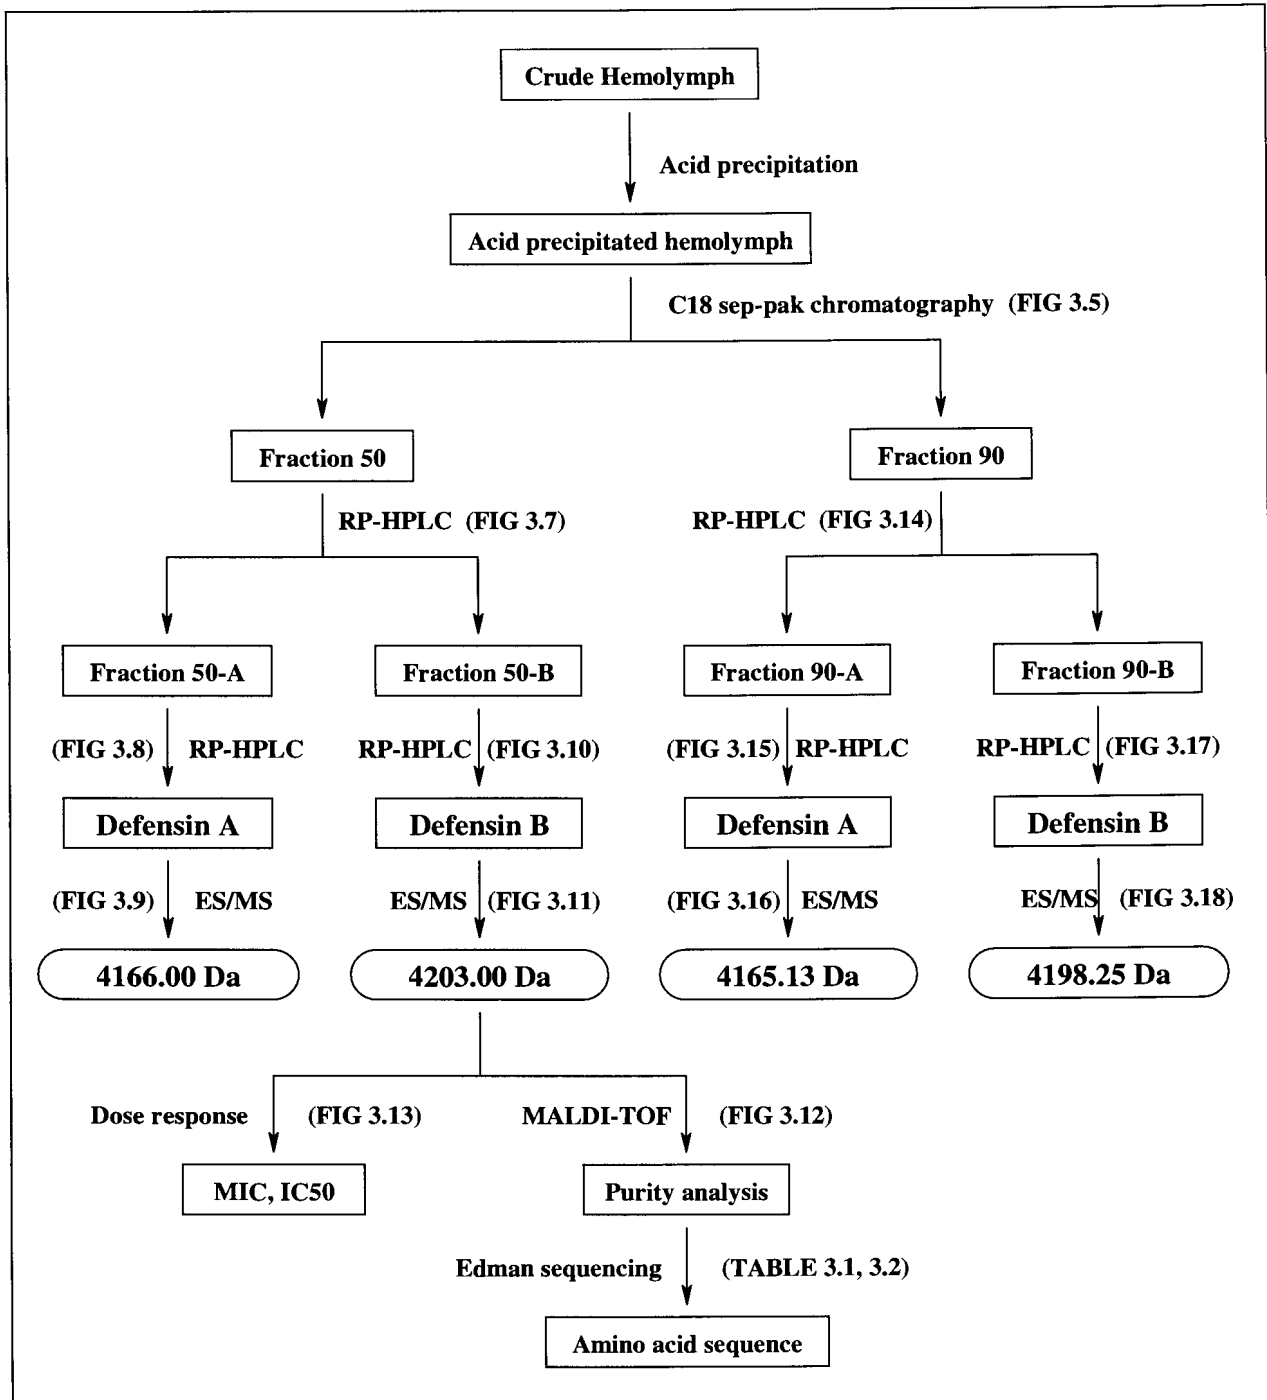 Crude Hemolymph
Acid precipitation
Acid precipitated hemolymph
C18 sep-pak chromatography (FIG 3.5)
Fraction 50
Fraction 90
RP-HPLC (FIG 3.7)
RP-HPLC (FIG 3.14)
Fraction 50-A
Fraction 50-B
Fraction 90-A
Fraction 90-B
(FIG 3.8) RP-HPLC
RP-HPLC (FIG 3.10)
(FIG 3.15) RP-HPLC
RP-HPLC (FIG 3.17)
Defensin A
Defensin B
Defensin A
Defensin B
(FIG 3.9) ES/MS
ES/MS (FIG 3.11)
(FIG 3.16) ES/MS
ES/MS (FIG 3.18)
4166.00 Da
4203.00 Da
4165.13 Da
4198.25 Da
Dose response (FIG 3.13)
MALDI-TOF (FIG 3.12)
MIC, IC50
Purity analysis
Edman sequencing (TABLE 3.1, 3.2)
Amino acid sequence